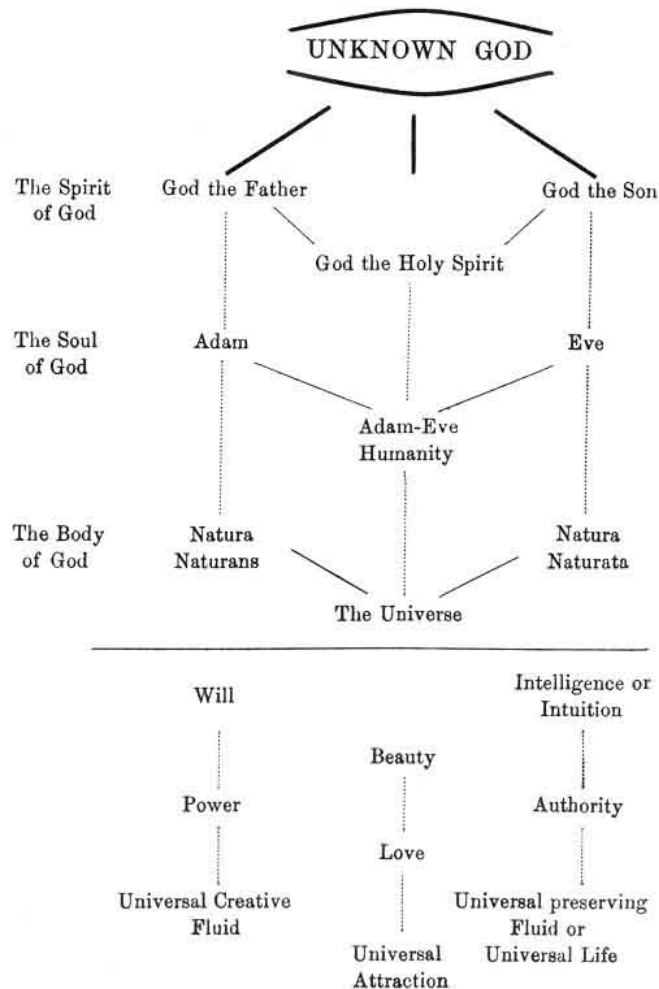 UNKNOWN GOD
The Spirit
of God
God the Father
God the Son
God the Holy Spirit
The Soul
of God
Adam
Eve
Adam-Eve
Humanity
The Body
of God
Natura
Naturans
Natura
Naturata
The Universe
Will
Intelligence or
Intuition
Beauty
Power
Authority
Love
Universal Creative
Fluid
Universal preserving
Fluid or
Universal Life
Universal
Attraction